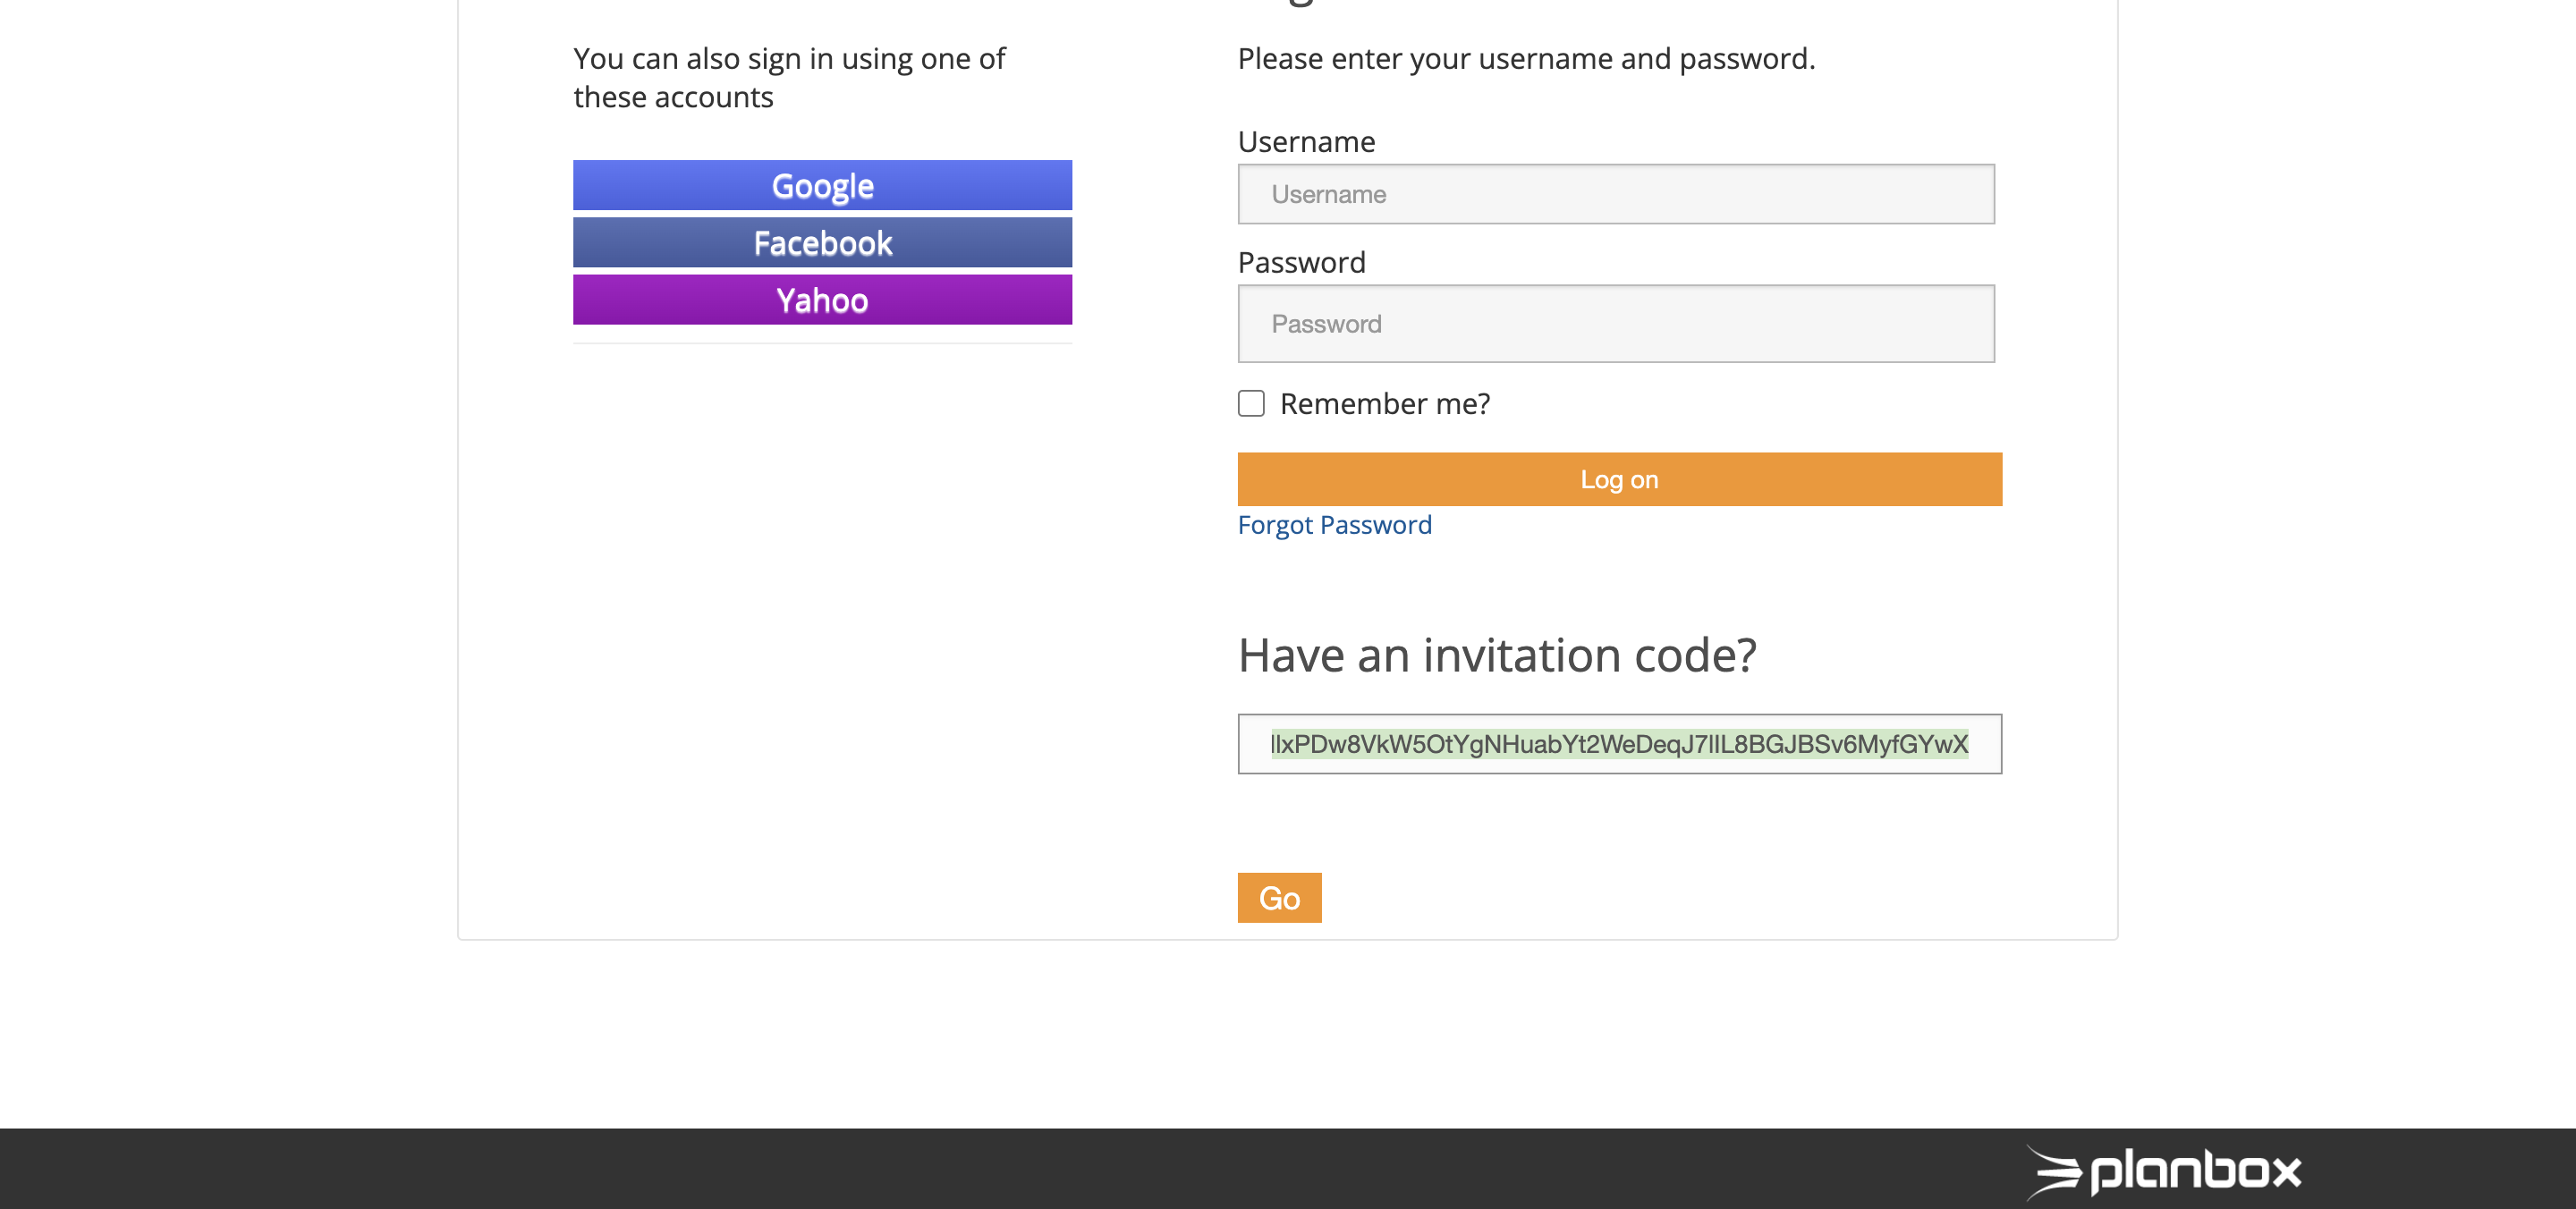 You can also sign in using one of
these accounts
Google
Facebook
Yahoo
Please enter your username and password.
Username
Username
Password
Password
Remember me?
Log on
Forgot Password
Have an invitation code?
Go
planbox